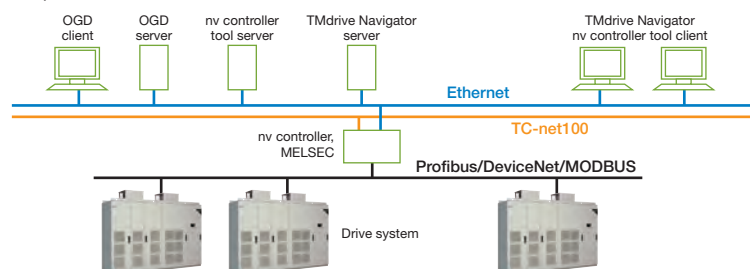 OGD
client
OGD
server
nv controller
tool server
TMdrive Navigator
server
TMdrive Navigator
nv controller tool client
Ethernet
TC-net100
nv controller,
MELSEC
Profibus/DeviceNet/MODBUS
Drive system